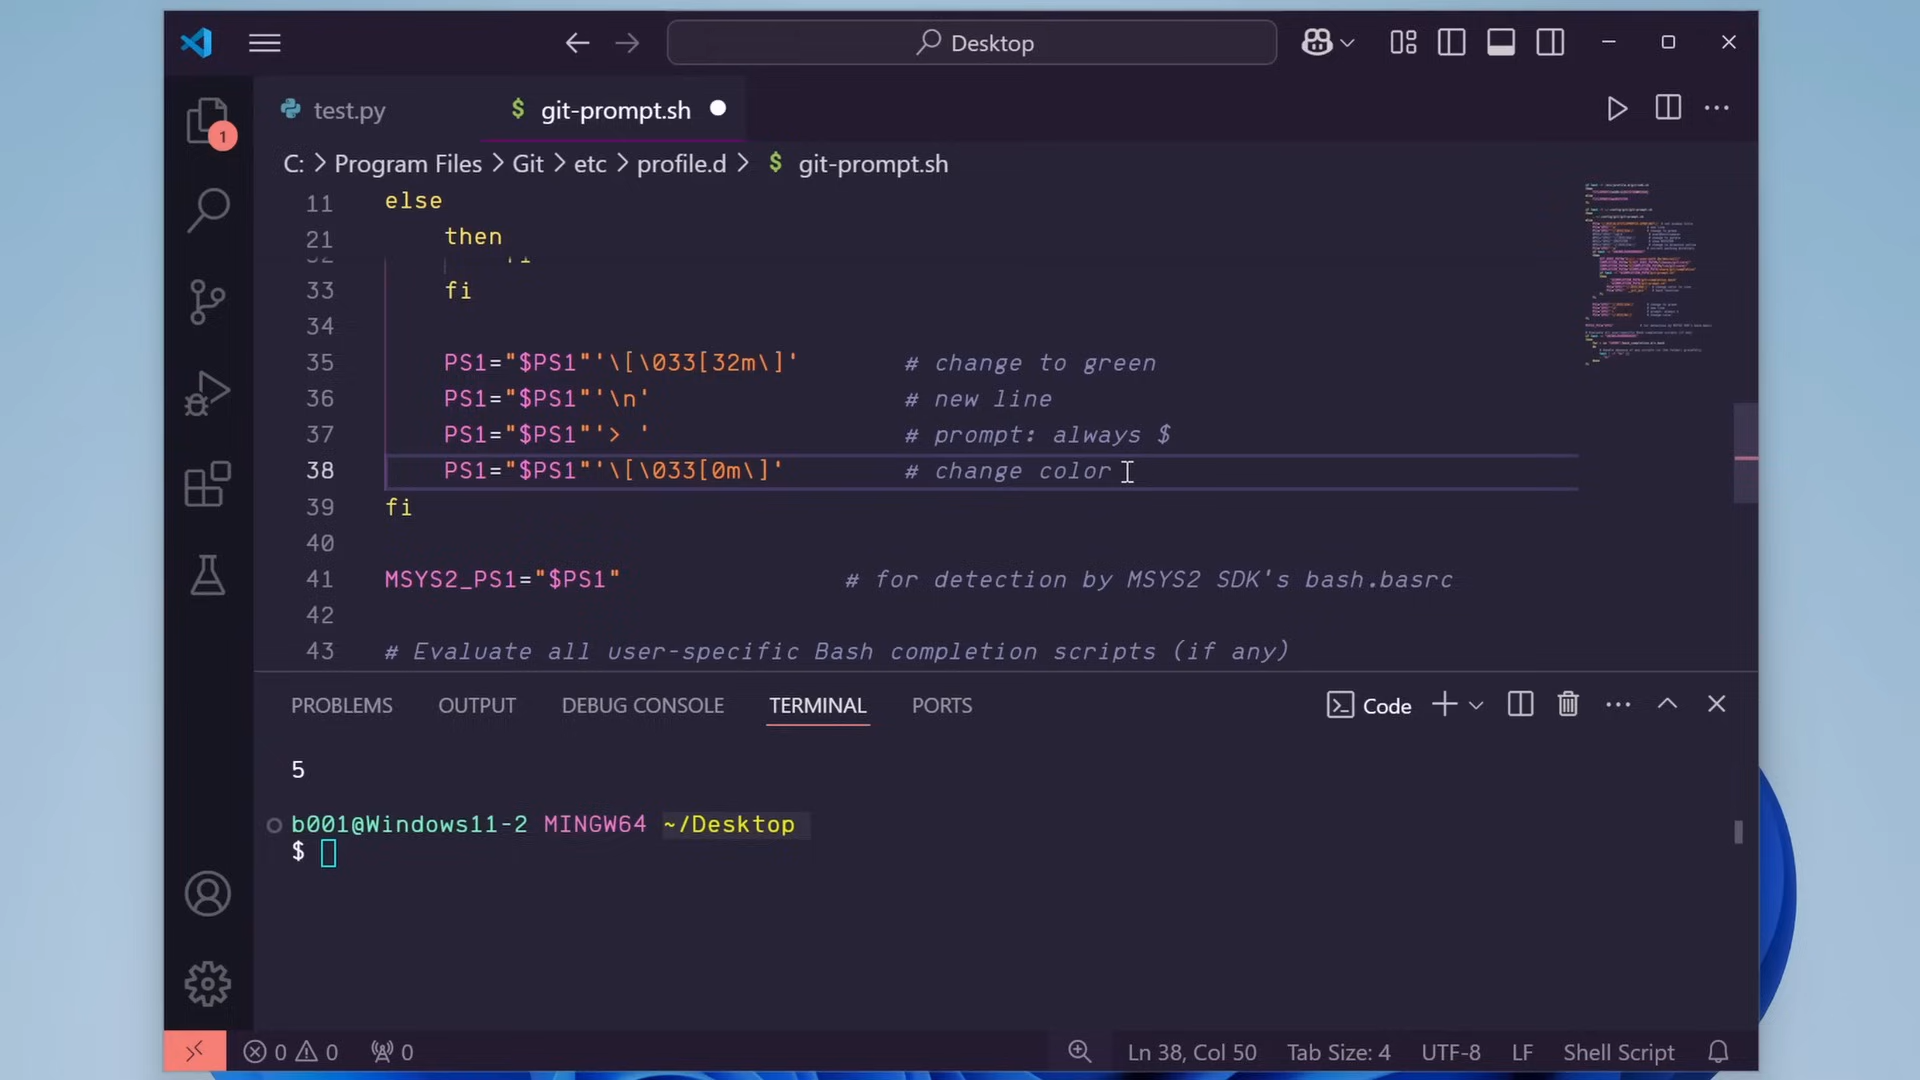 Desktop
test.py
$ git-prompt.sh
C: > Program Files > Git > etc > profile.d > $ git-prompt.sh
1
11 else
21 then
33 fi
34
35 PS1="$PS1"'\[\033[32m\]' # change to green
36 PS1="$PS1"'\n' # new line
37 PS1="$PS1"'> ' # prompt: always $
38 PS1="$PS1"'\[\033[0m\]' # change color
39 fi
40
41 MSYS2_PS1="$PS1" # for detection by MSYS2 SDK's bash.basrc
42
43 # Evaluate all user-specific Bash completion scripts (if any)
PROBLEMS OUTPUT DEBUG CONSOLE TERMINAL PORTS Code
5
b001@Windows11-2 MINGW64 ~/Desktop
$
0 0 0 Ln 38, Col 50 Tab Size: 4 UTF-8 LF Shell Script